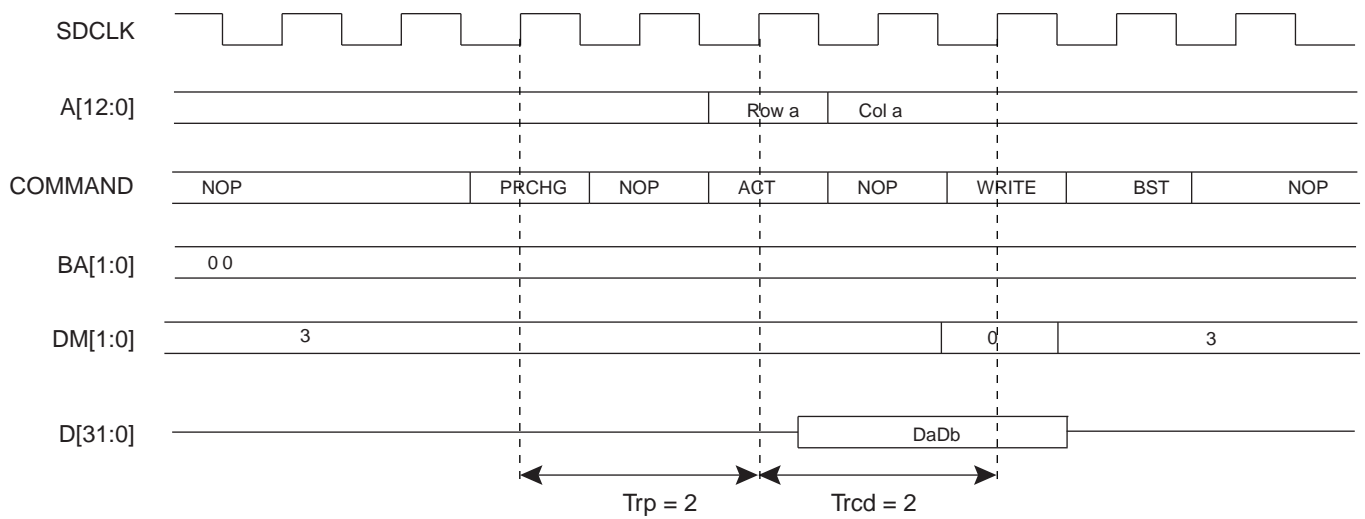 SDCLK
A[12:0] Row a Col a
COMMAND NOP PRCHG NOP ACT NOP WRITE BST NOP
BA[1:0] 0 0
DM[1:0] 3 0 3
D[31:0] DaDb
Trp = 2 Trcd = 2